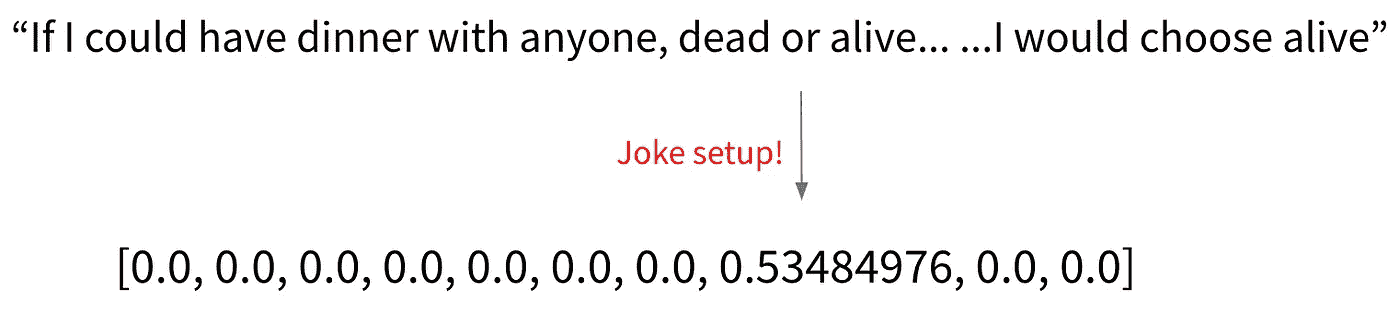 “If I could have dinner with anyone, dead or alive... ...I would choose alive”
Joke setup!
[0.0, 0.0, 0.0, 0.0, 0.0, 0.0, 0.0, 0.53484976, 0.0, 0.0]